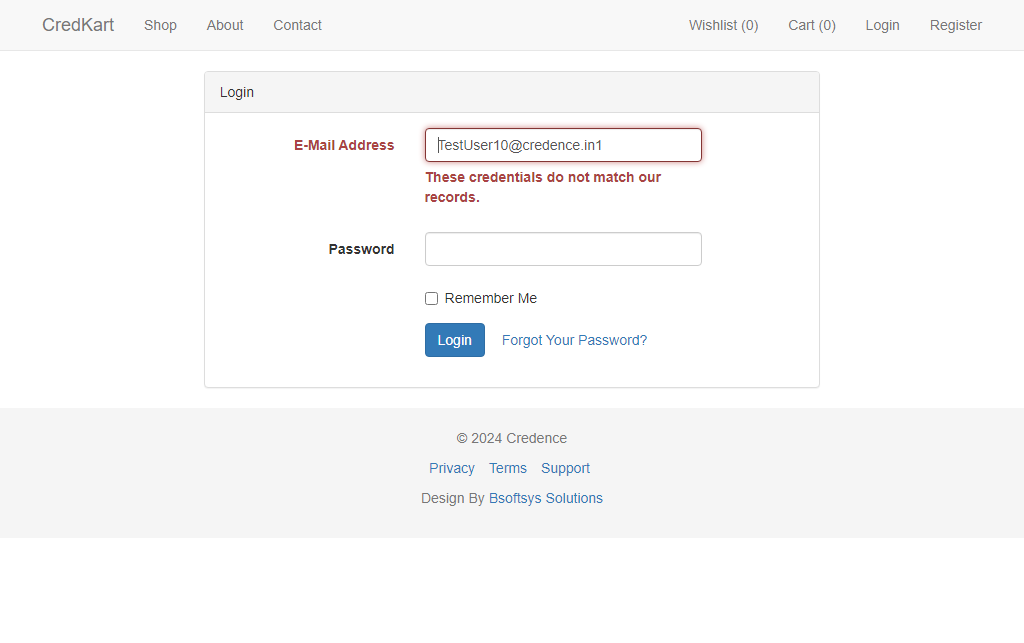 CredKart Shop About Contact Wishlist (0) Cart (0) Login Register
Login
E-Mail Address TestUser10@credence.in1
These credentials do not match our
records.
Password
Remember Me
Login Forgot Your Password?
© 2024 Credence
Privacy Terms Support
Design By Bsoftsys Solutions